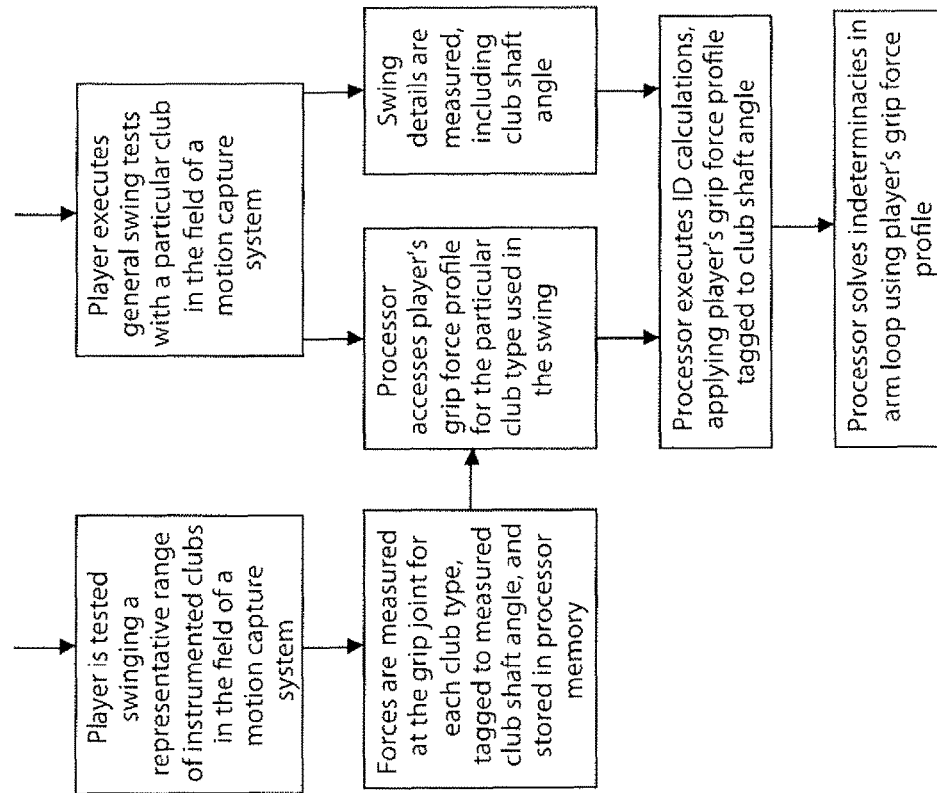 Player is tested
swinging a
representative range
of instrumented clubs
in the field of a
motion capture
system
Forces are measured
at the grip joint for
each club type,
tagged to measured
club shaft angle, and
stored in processor
memory
Player executes
general swing tests
with a particular club
in the field of a
motion capture
system
Processor
accesses player's
grip force profile
for the particular
club type used in
the swing
Swing
details are
measured,
including
club shaft
angle
Processor executes ID calculations,
applying player's grip force profile
tagged to club shaft angle
Processor solves indeterminacies in
arm loop using player's grip force
profile